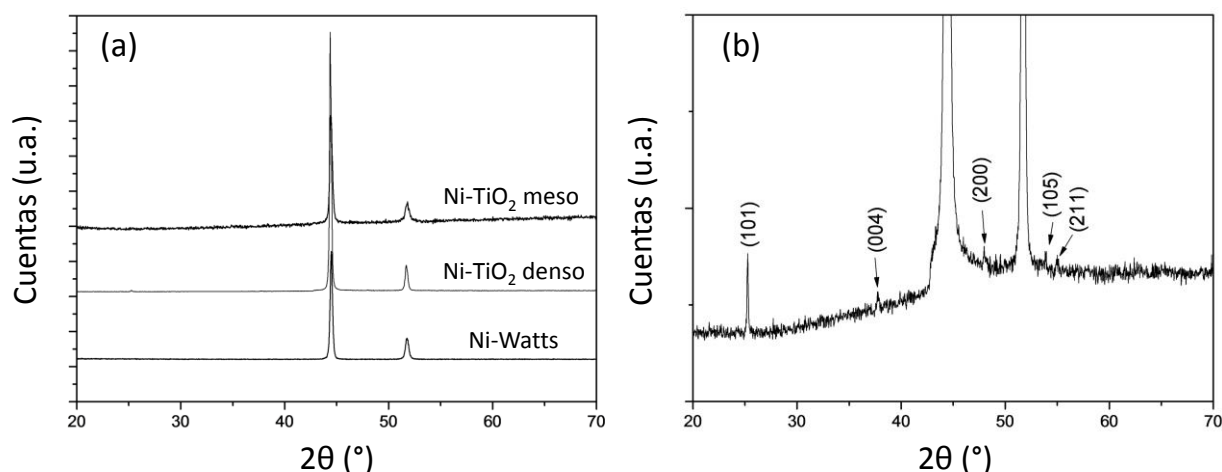 (a)
Cuentas (u.a.)
Ni-TiO₂ meso
Ni-TiO₂ denso
Ni-Watts
20 30 40 50 60 70
2θ (°)
(b)
Cuentas (u.a.)
(101)
(004)
(200)
(105)
(211)
20 30 40 50 60 70
2θ (°)